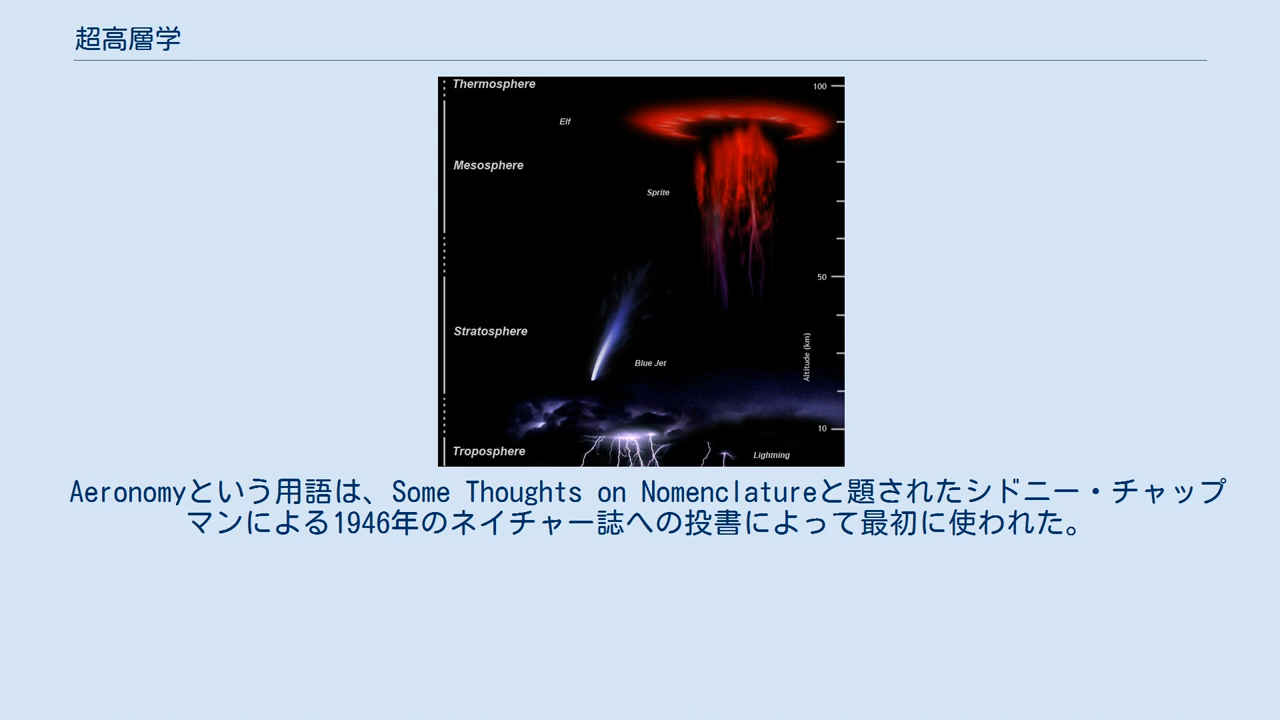 超高層学
Thermosphere
100
Elf
Mesosphere
Sprite
50
Stratosphere
Altitude (km)
Blue Jet
10
Troposphere
Lightning
Aeronomyという用語は、Some Thoughts on Nomenclatureと題されたシドニー・チャップ
マンによる1946年のネイチャー誌への投書によって最初に使われた。